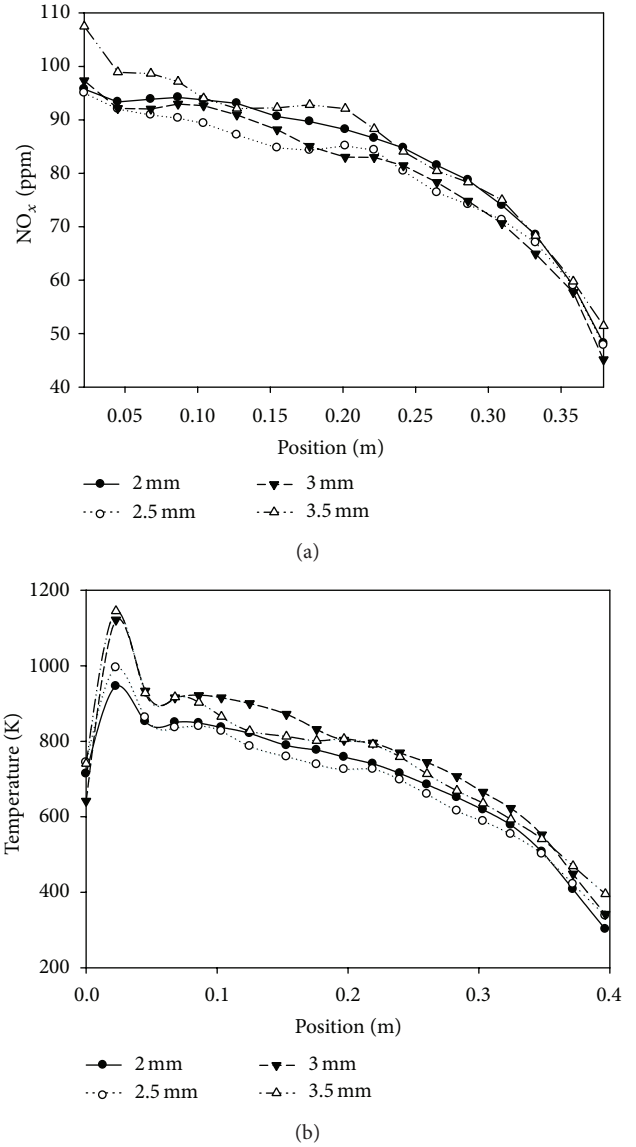 110
100
90
80
70
60
50
40
NOx (ppm)
0.05 0.10 0.15 0.20 0.25 0.30 0.35
Position (m)
2 mm 3 mm
2.5 mm 3.5 mm
(a)
1200
1000
800
600
400
200
Temperature (K)
0.0 0.1 0.2 0.3 0.4
Position (m)
2 mm 3 mm
2.5 mm 3.5 mm
(b)